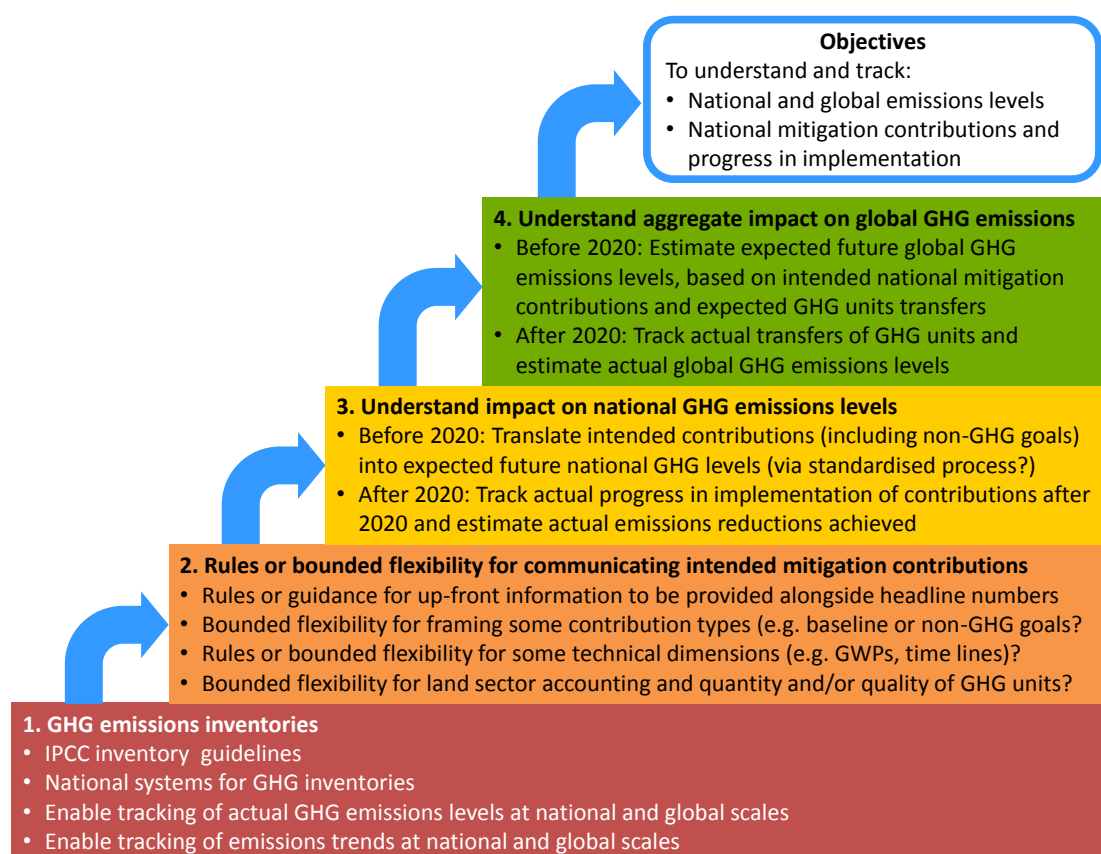 Objectives
To understand and track:
• National and global emissions levels
• National mitigation contributions and
progress in implementation
4. Understand aggregate impact on global GHG emissions
• Before 2020: Estimate expected future global GHG
emissions levels, based on intended national mitigation
contributions and expected GHG units transfers
• After 2020: Track actual transfers of GHG units and
estimate actual global GHG emissions levels
3. Understand impact on national GHG emissions levels
• Before 2020: Translate intended contributions (including non-GHG goals)
into expected future national GHG levels (via standardised process?)
• After 2020: Track actual progress in implementation of contributions after
2020 and estimate actual emissions reductions achieved
2. Rules or bounded flexibility for communicating intended mitigation contributions
• Rules or guidance for up-front information to be provided alongside headline numbers
• Bounded flexibility for framing some contribution types (e.g. baseline or non-GHG goals?
• Rules or bounded flexibility for some technical dimensions (e.g. GWPs, time lines)?
• Bounded flexibility for land sector accounting and quantity and/or quality of GHG units?
1. GHG emissions inventories
• IPCC inventory guidelines
• National systems for GHG inventories
• Enable tracking of actual GHG emissions levels at national and global scales
• Enable tracking of emissions trends at national and global scales